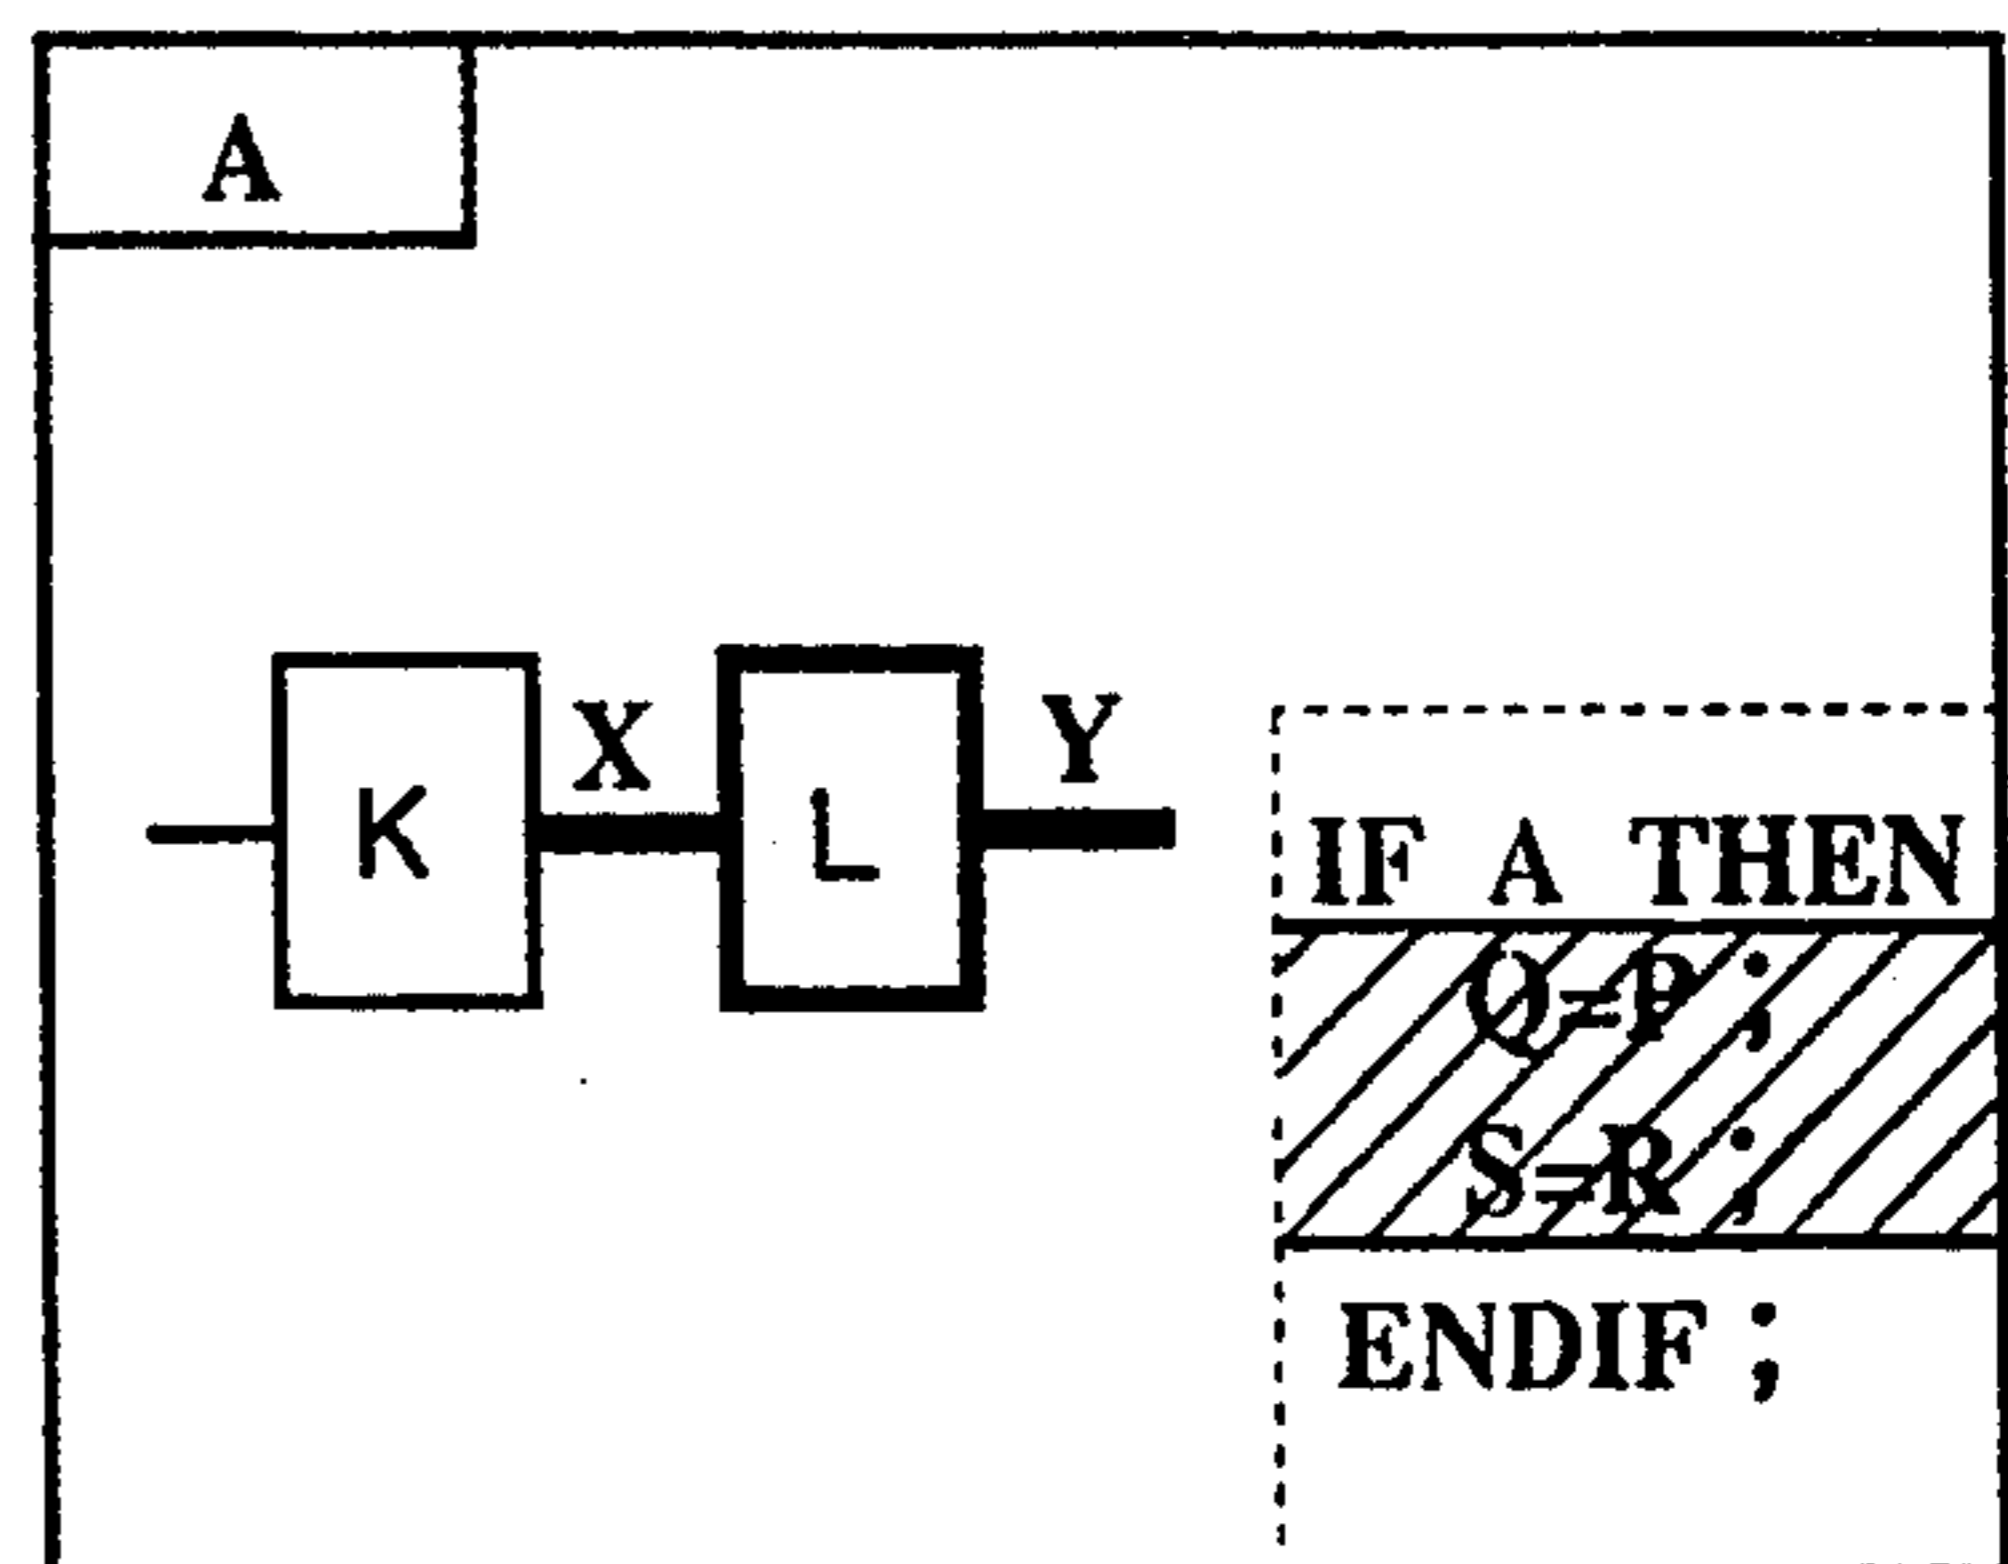 A
K
X
L
Y
IF A THEN
Q=P;
S=R;
ENDIF;